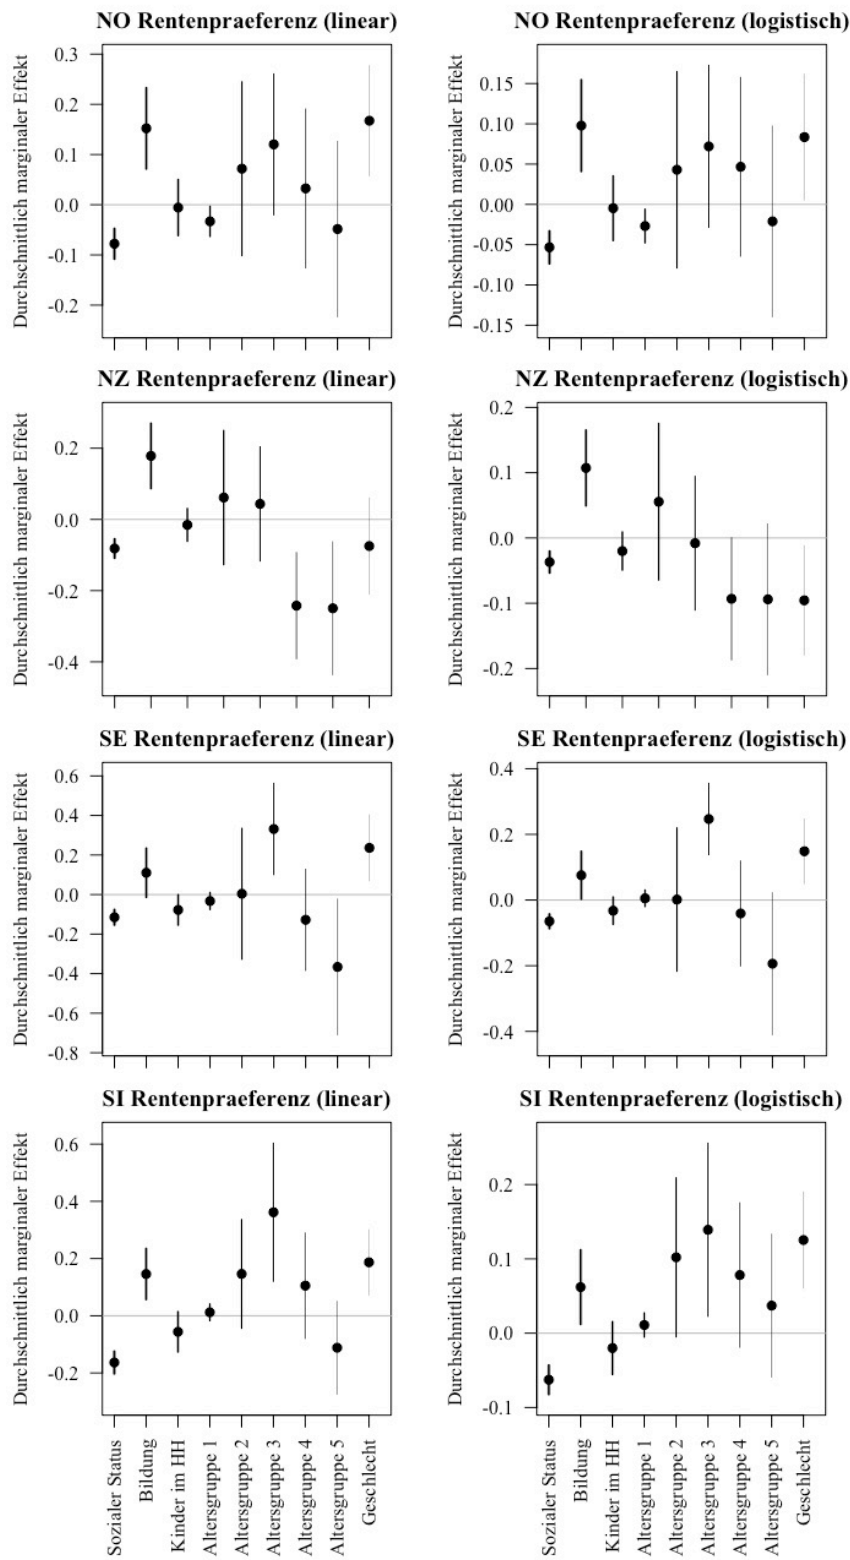 NO Rentenpraeferenz (linear)
Durchschnittlich marginaler Effekt
0.3
0.2
0.1
0.0
-0.1
-0.2
NO Rentenpraeferenz (logistisch)
Durchschnittlich marginaler Effekt
0.15
0.10
0.05
0.00
-0.05
-0.10
-0.15
NZ Rentenpraeferenz (linear)
Durchschnittlich marginaler Effekt
0.2
0.0
-0.2
-0.4
NZ Rentenpraeferenz (logistisch)
Durchschnittlich marginaler Effekt
0.2
0.1
0.0
-0.1
-0.2
SE Rentenpraeferenz (linear)
Durchschnittlich marginaler Effekt
0.6
0.4
0.2
0.0
-0.2
-0.4
-0.6
-0.8
SE Rentenpraeferenz (logistisch)
Durchschnittlich marginaler Effekt
0.4
0.2
0.0
-0.2
-0.4
SI Rentenpraeferenz (linear)
Durchschnittlich marginaler Effekt
0.6
0.4
0.2
0.0
-0.2
Sozialer Status
Bildung
Kinder im HH
Altersgruppe 1
Altersgruppe 2
Altersgruppe 3
Altersgruppe 4
Altersgruppe 5
Geschlecht
SI Rentenpraeferenz (logistisch)
Durchschnittlich marginaler Effekt
0.2
0.1
0.0
-0.1
Sozialer Status
Bildung
Kinder im HH
Altersgruppe 1
Altersgruppe 2
Altersgruppe 3
Altersgruppe 4
Altersgruppe 5
Geschlecht